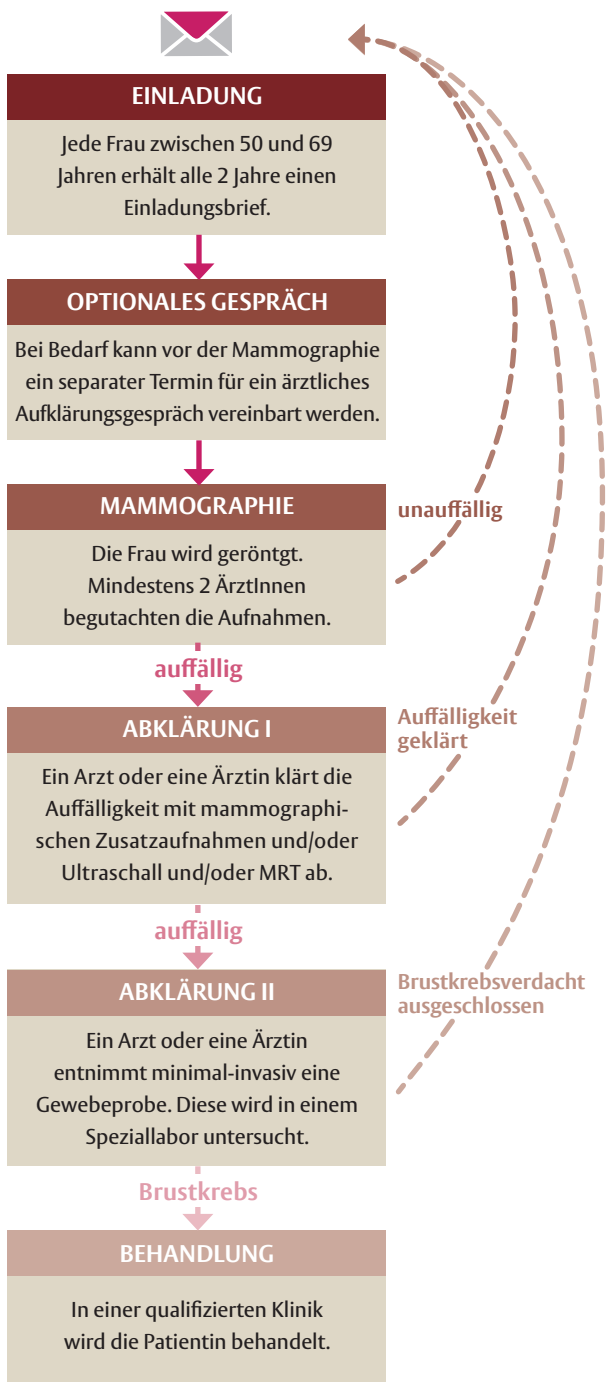 EINLADUNG
Jede Frau zwischen 50 und 69
Jahren erhält alle 2 Jahre einen
Einladungsbrief.
OPTIONALES GESPRÄCH
Bei Bedarf kann vor der Mammographie
ein separater Termin für ein ärztliches
Aufklärungsgespräch vereinbart werden.
MAMMOGRAPHIE
Die Frau wird geröntgt.
Mindestens 2 ÄrztInnen
begutachten die Aufnahmen.
unauffällig
auffällig
ABKLÄRUNG I
Ein Arzt oder eine Ärztin klärt die
Auffälligkeit mit mammographi-
schen Zusatzaufnahmen und/oder
Ultraschall und/oder MRT ab.
Auffälligkeit
geklärt
auffällig
ABKLÄRUNG II
Ein Arzt oder eine Ärztin
entnimmt minimal-invasiv eine
Gewebeprobe. Diese wird in einem
Speziallabor untersucht.
Brustkrebsverdacht
ausgeschlossen
Brustkrebs
BEHANDLUNG
In einer qualifizierten Klinik
wird die Patientin behandelt.